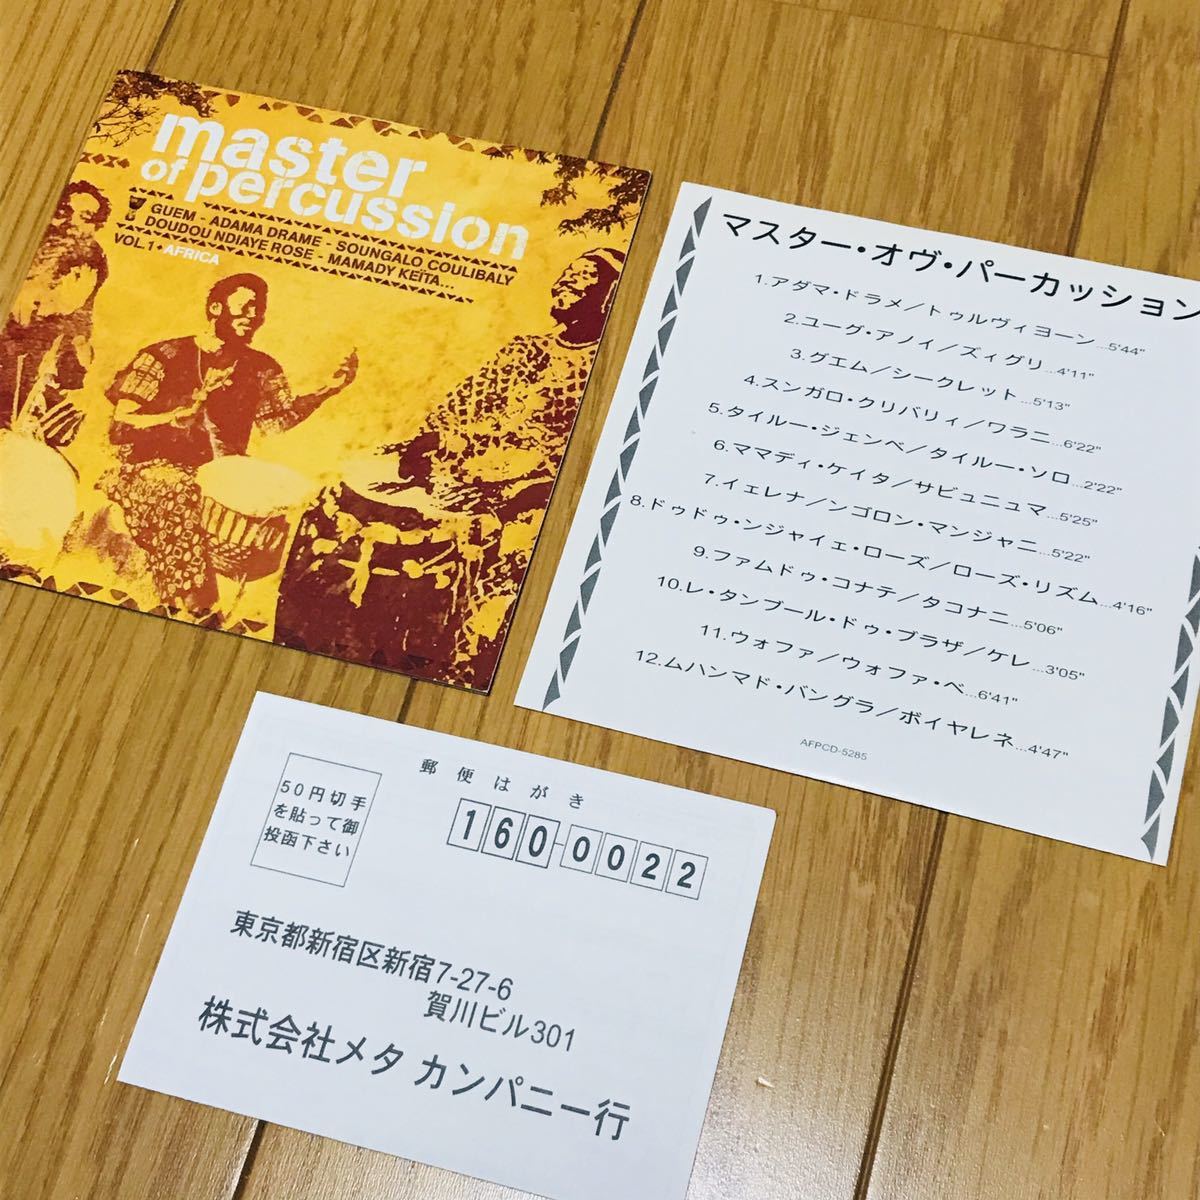 master
of percussion
GUEM - ADAMA DRAME - SOUNGALO COULIBALY
DOUDOU NDIAYE ROSE - MAMADY KEÏTA...
VOL.1 • AFRICA
マスター・オヴ・パーカッション
1.アダマ・ドラメ/トゥルヴィヨーン...5'44"
2.ユーグ・アノイ/ズィグリ...4'11"
3.グエム/シークレット...5'13"
4.スンガロ・クリバリィ/ワラニ...6'22"
5.タイルー・ジェンベ/タイルー・ソロ...2'22"
6.ママディ・ケイタ/サビュニュマ...5'25"
7.イェレナ/ンゴロン・マンジャニ...5'22"
8.ドゥドゥ・ンジャイェ・ローズ/ローズ・リズム...4'16"
9.ファムドゥ・コナテ/タコナニ...5'06"
10.レ・タンブール・ドゥ・ブラザ/ケレ...3'05"
11.ウォファ/ウォファ・ベ...6'41"
12.ムハンマド・バングラ/ボイヤレネ...4'47"
AFPCD-5285
郵便はがき
50円切手
を貼って御
投函下さい
160-0022
東京都新宿区新宿7-27-6
賀川ビル301
株式会社メタ カンパニー行